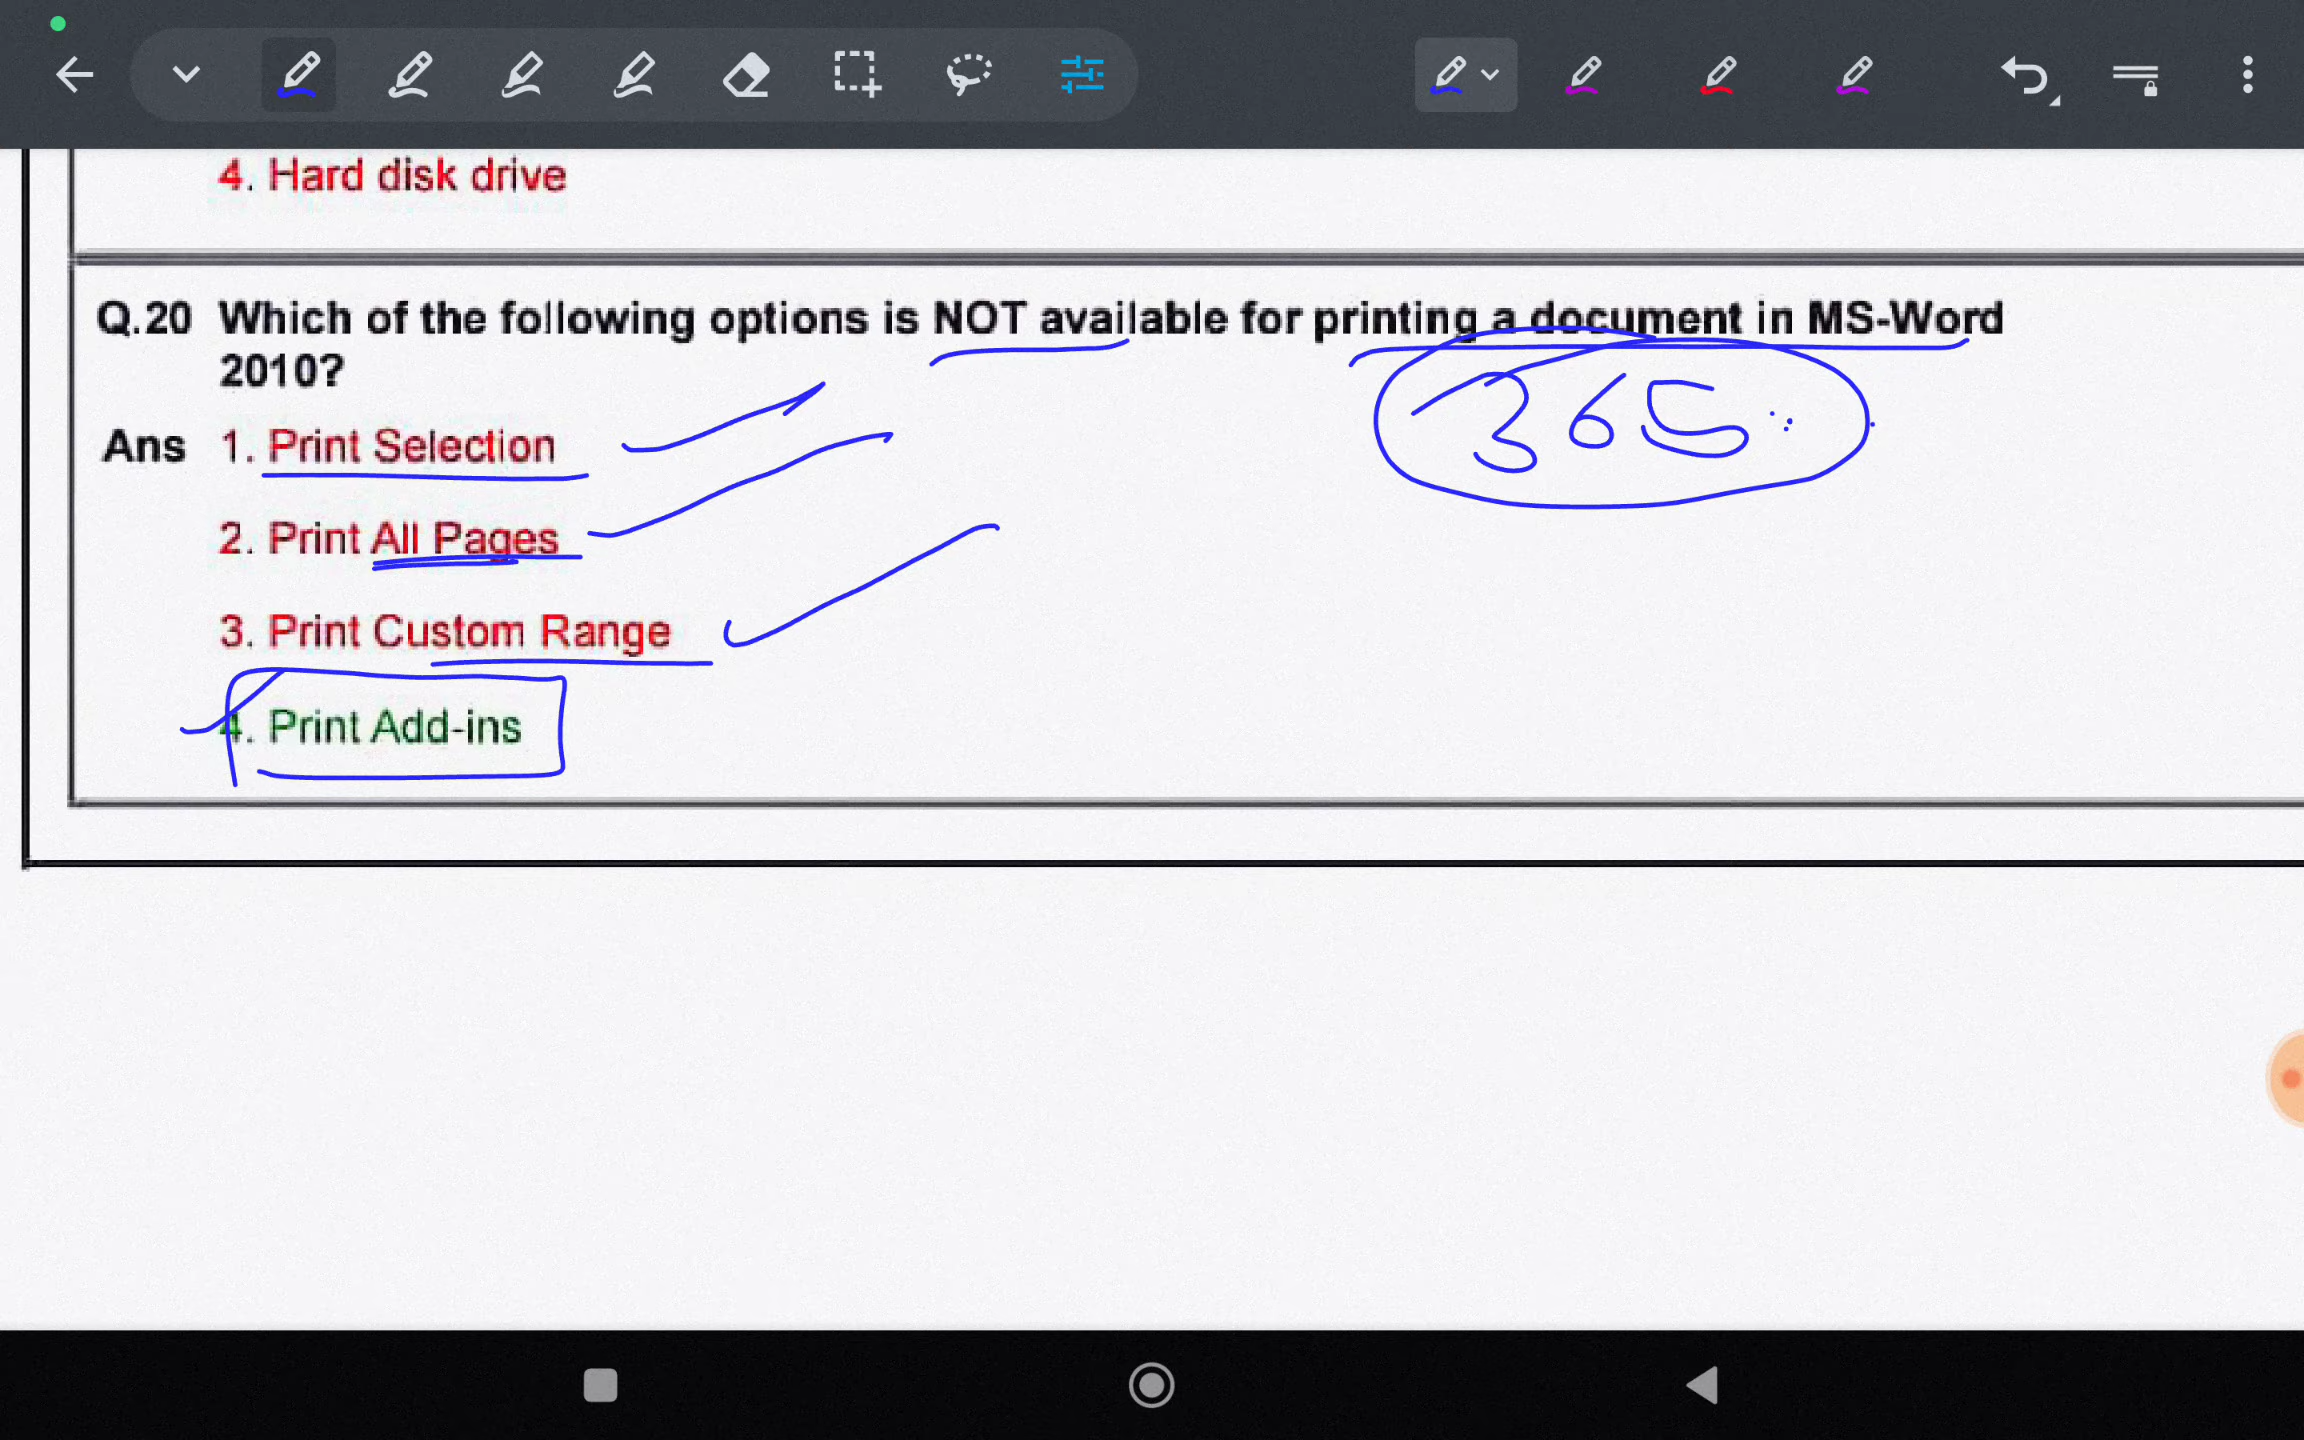 4. Hard disk drive
Q.20 Which of the following options is NOT available for printing a document in MS-Word
2010?
365
Ans 1. Print Selection
2. Print All Pages
3. Print Custom Range
4. Print Add-ins